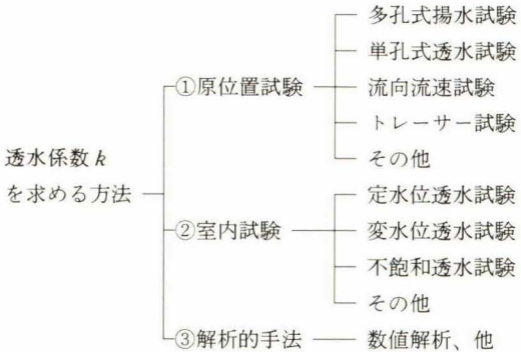 透水係数 k
を求める方法
①原位置試験
多孔式揚水試験
単孔式透水試験
流向流速試験
トレーサー試験
その他
②室内試験
定水位透水試験
変水位透水試験
不飽和透水試験
その他
③解析的手法
数値解析、他